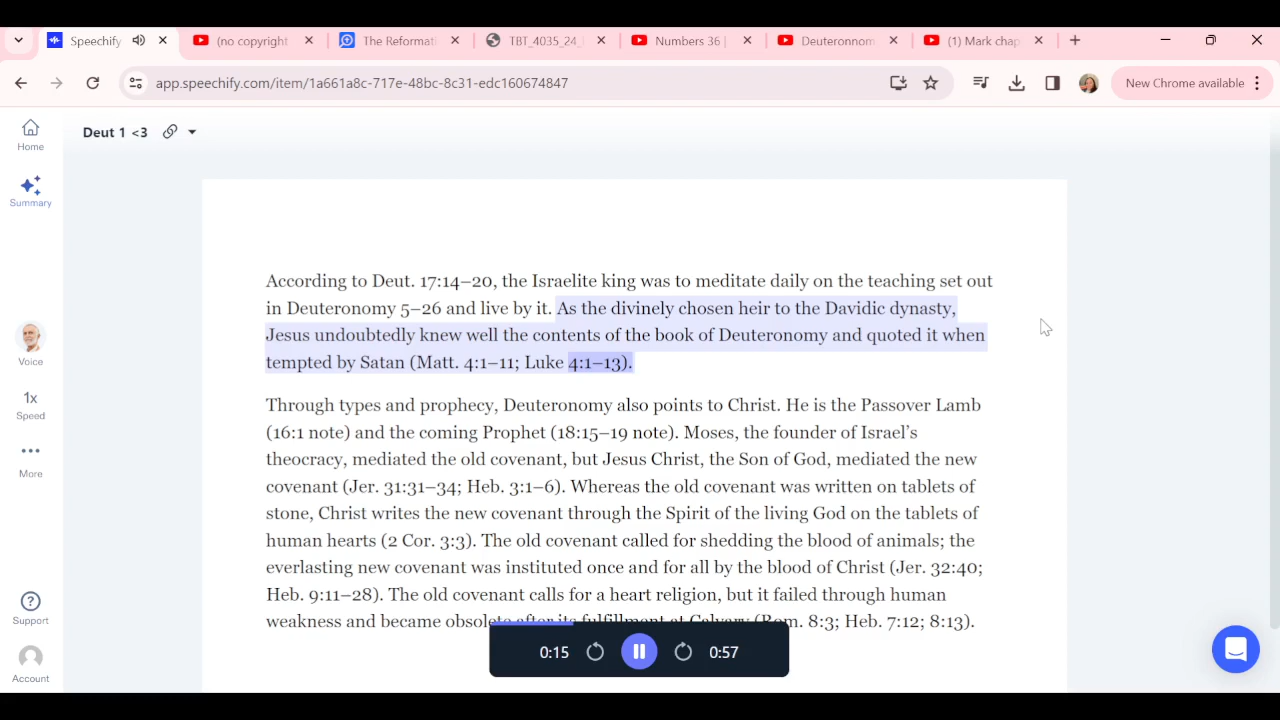 Speechify
(no copyright
The Reformati
TBT_4035_24_
Numbers 36 |
Deuteronnom
(1) Mark chap
app.speechify.com/item/1a661a8c-717e-48bc-8c31-edc160674847
New Chrome available
Deut 1 <3
Home
Summary
Voice
1x
Speed
More
Support
Account
According to Deut. 17:14–20, the Israelite king was to meditate daily on the teaching set out
in Deuteronomy 5–26 and live by it. As the divinely chosen heir to the Davidic dynasty,
Jesus undoubtedly knew well the contents of the book of Deuteronomy and quoted it when
tempted by Satan (Matt. 4:1–11; Luke 4:1–13).
Through types and prophecy, Deuteronomy also points to Christ. He is the Passover Lamb
(16:1 note) and the coming Prophet (18:15–19 note). Moses, the founder of Israel’s
theocracy, mediated the old covenant, but Jesus Christ, the Son of God, mediated the new
covenant (Jer. 31:31–34; Heb. 3:1–6). Whereas the old covenant was written on tablets of
stone, Christ writes the new covenant through the Spirit of the living God on the tablets of
human hearts (2 Cor. 3:3). The old covenant called for shedding the blood of animals; the
everlasting new covenant was instituted once and for all by the blood of Christ (Jer. 32:40;
Heb. 9:11–28). The old covenant calls for a heart religion, but it failed through human
weakness and became obsolete after its fulfillment at Calvary (Rom. 8:3; Heb. 7:12; 8:13).
0:15
0:57